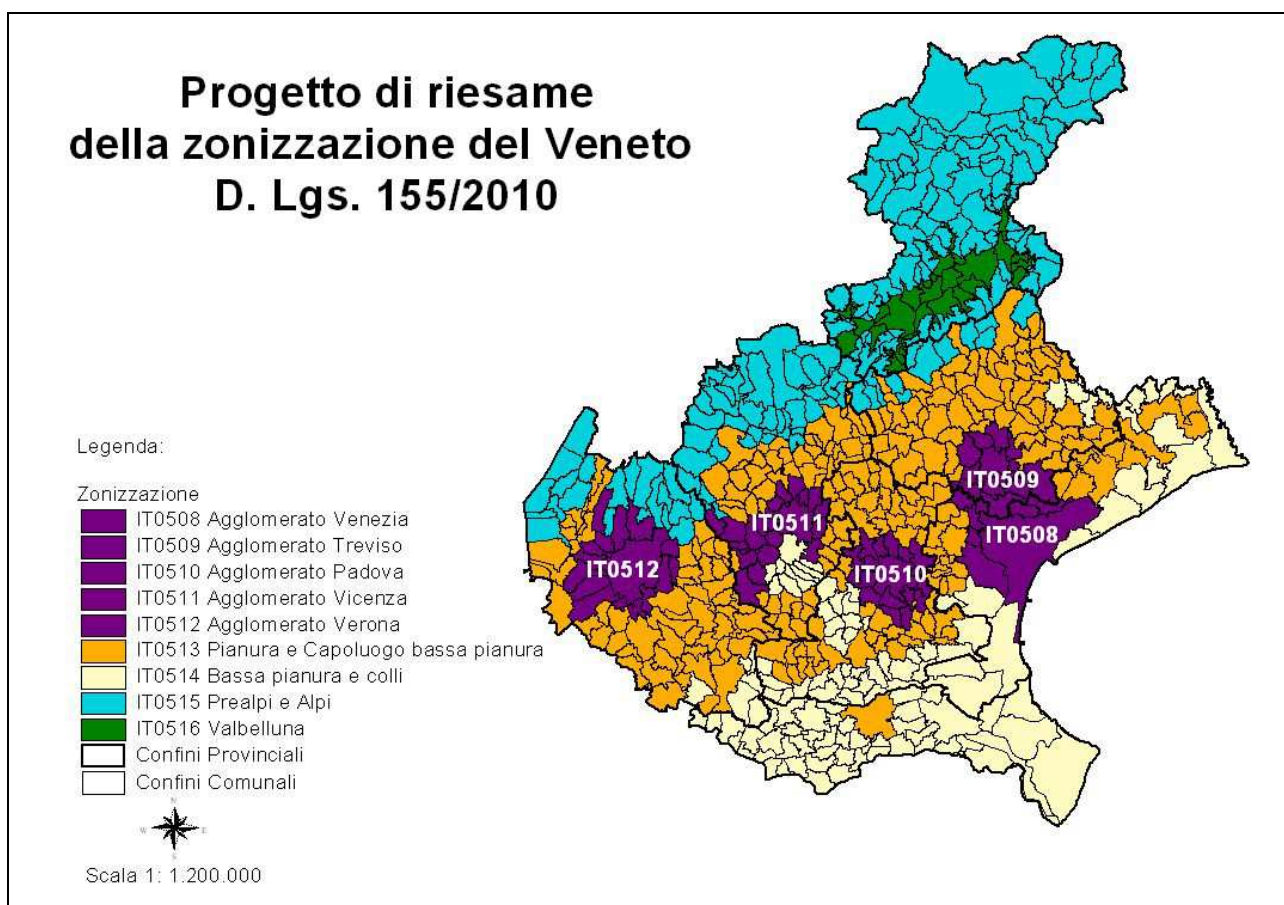 Progetto di riesame
della zonizzazione del Veneto
D. Lgs. 155/2010
Legenda:
Zonizzazione
IT0508 Agglomerato Venezia
IT0509 Agglomerato Treviso
IT0510 Agglomerato Padova
IT0511 Agglomerato Vicenza
IT0512 Agglomerato Verona
IT0513 Pianura e Capoluogo bassa pianura
IT0514 Bassa pianura e colli
IT0515 Prealpi e Alpi
IT0516 Valbelluna
Confini Provinciali
Confini Comunali
N
W E
S
Scala 1: 1.200.000
IT0509
IT0511
IT0508
IT0512
IT0510